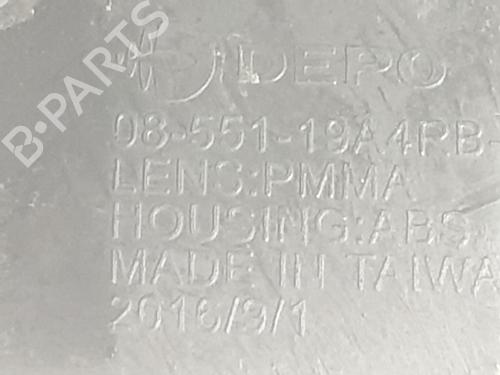 DEPO
08-551-19A4RB-
LENS:PMMA
HOUSING:ABS
MADE IN TAIWA
2016/9/1
B-PARTS